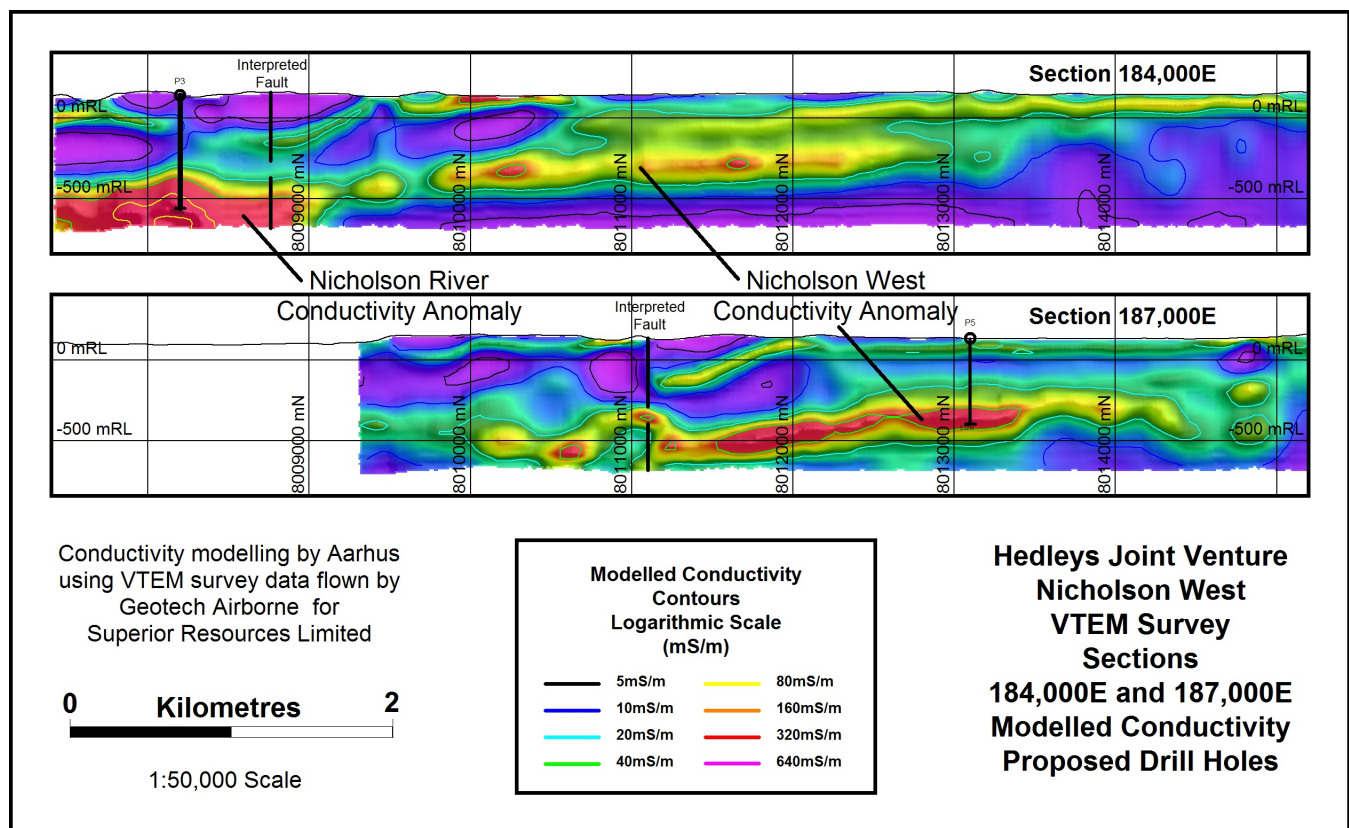 Interpreted
Fault
P3
Section 184,000E
0 mRL
0 mRL
-500 mRL
-500 mRL
8009000 mN
8010000 mN
8011000 mN
8012000 mN
8013000 mN
8014000 mN
Nicholson River
Conductivity Anomaly
Nicholson West
Conductivity Anomaly
Interpreted
Fault
P5
Section 187,000E
0 mRL
0 mRL
-500 mRL
-500 mRL
8009000 mN
8010000 mN
8011000 mN
8012000 mN
8013000 mN
8014000 mN
Conductivity modelling by Aarhus
using VTEM survey data flown by
Geotech Airborne for
Superior Resources Limited
0 Kilometres 2
1:50,000 Scale
Modelled Conductivity
Contours
Logarithmic Scale
(mS/m)
5mS/m
10mS/m
20mS/m
40mS/m
80mS/m
160mS/m
320mS/m
640mS/m
Hedleys Joint Venture
Nicholson West
VTEM Survey
Sections
184,000E and 187,000E
Modelled Conductivity
Proposed Drill Holes